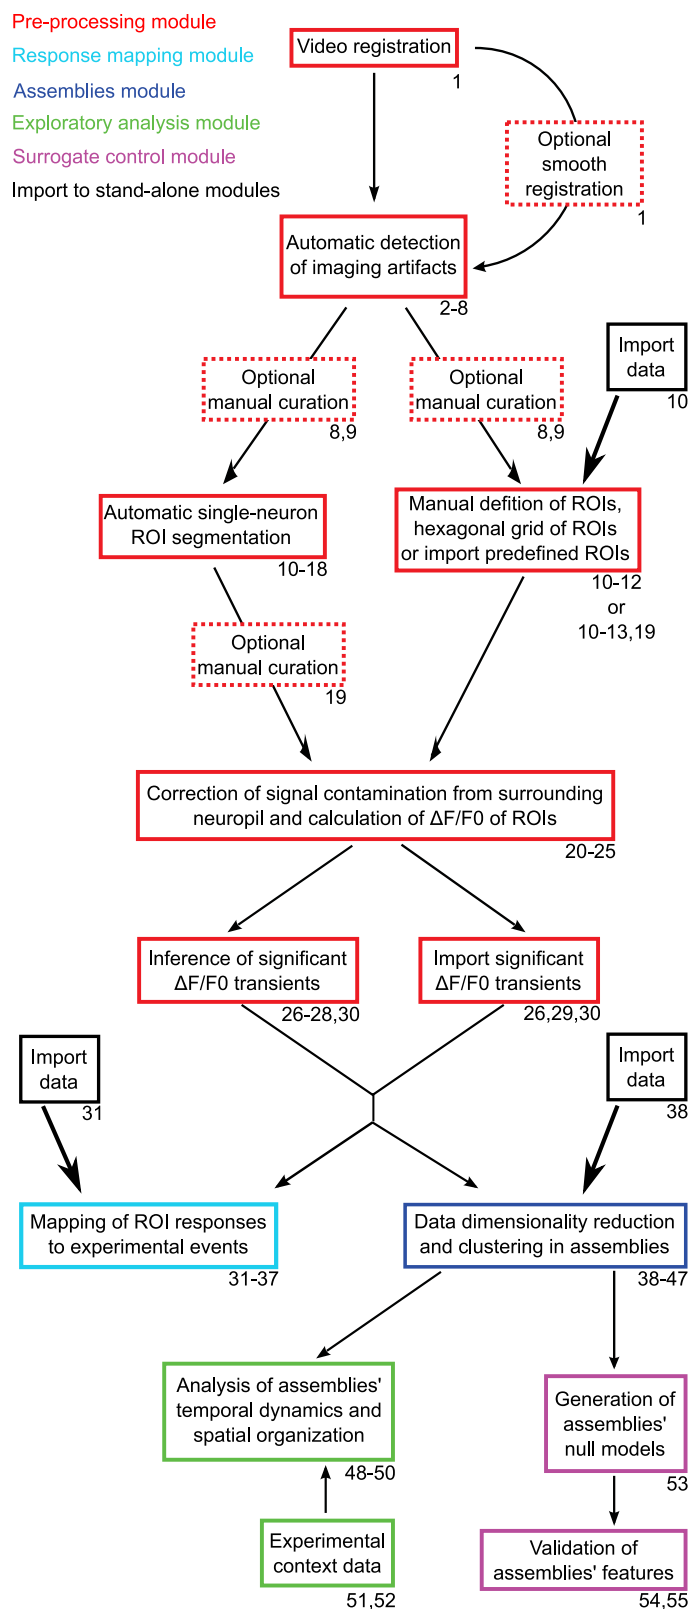 Pre-processing module
Response mapping module
Assemblies module
Exploratory analysis module
Surrogate control module
Import to stand-alone modules
Video registration
1
Optional
smooth
registration
1
Automatic detection
of imaging artifacts
2-8
Optional
manual curation
8,9
Optional
manual curation
8,9
Import
data
10
Automatic single-neuron
ROI segmentation
10-18
Manual defition of ROIs,
hexagonal grid of ROIs
or import predefined ROIs
10-12
or
10-13,19
Optional
manual curation
19
Correction of signal contamination from surrounding
neuropil and calculation of ΔF/F0 of ROIs
20-25
Inference of significant
ΔF/F0 transients
26-28,30
Import significant
ΔF/F0 transients
26,29,30
Import
data
31
Import
data
38
Mapping of ROI responses
to experimental events
31-37
Data dimensionality reduction
and clustering in assemblies
38-47
Analysis of assemblies'
temporal dynamics and
spatial organization
48-50
Generation of
assemblies'
null models
53
Experimental
context data
51,52
Validation of
assemblies' features
54,55